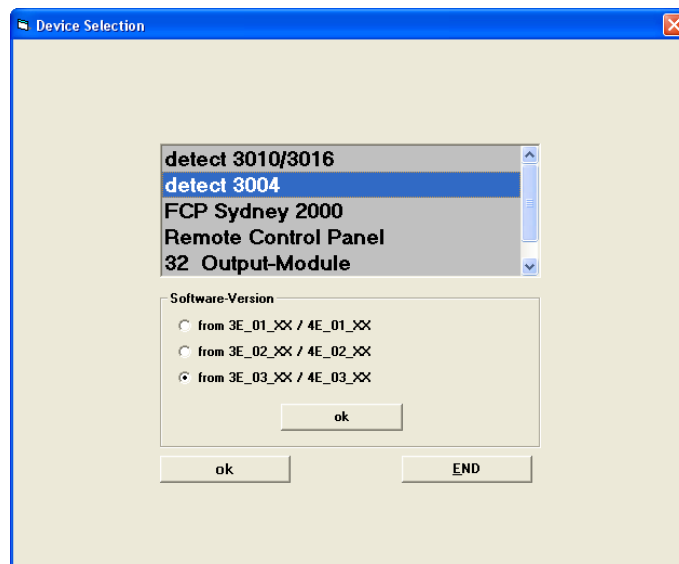 Device Selection
detect 3010/3016
detect 3004
FCP Sydney 2000
Remote Control Panel
32 Output-Module
Software-Version
from 3E_01_XX / 4E_01_XX
from 3E_02_XX / 4E_02_XX
from 3E_03_XX / 4E_03_XX
ok
ok END